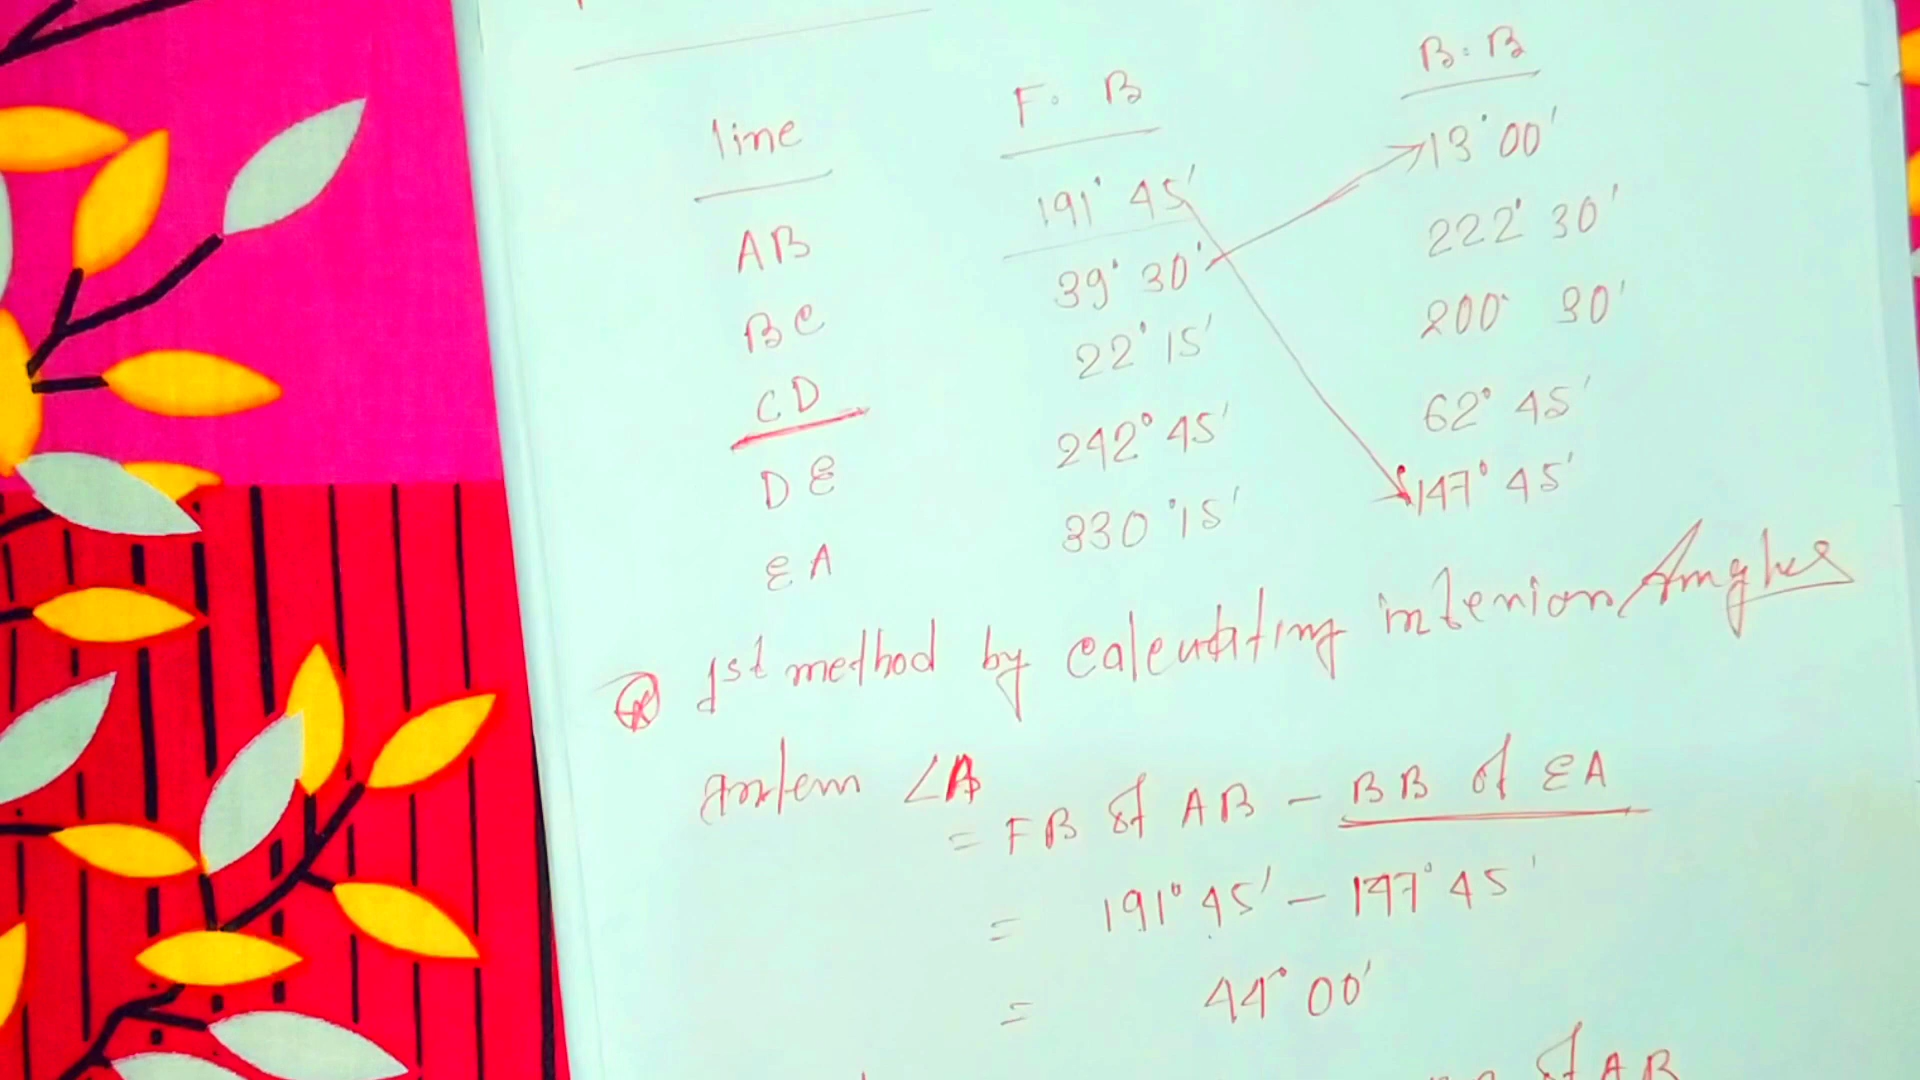 line F. B B. B
AB 191° 45' 13° 00'
BC 39° 30' 222° 30'
CD 22° 15' 200° 30'
DE 242° 45' 62° 45'
EA 330° 15' 147° 45'
1st method by calculating interior Angles
∠A
= FB of AB - BB of EA
= 191° 45' - 147° 45'
= 44° 00'
of AB